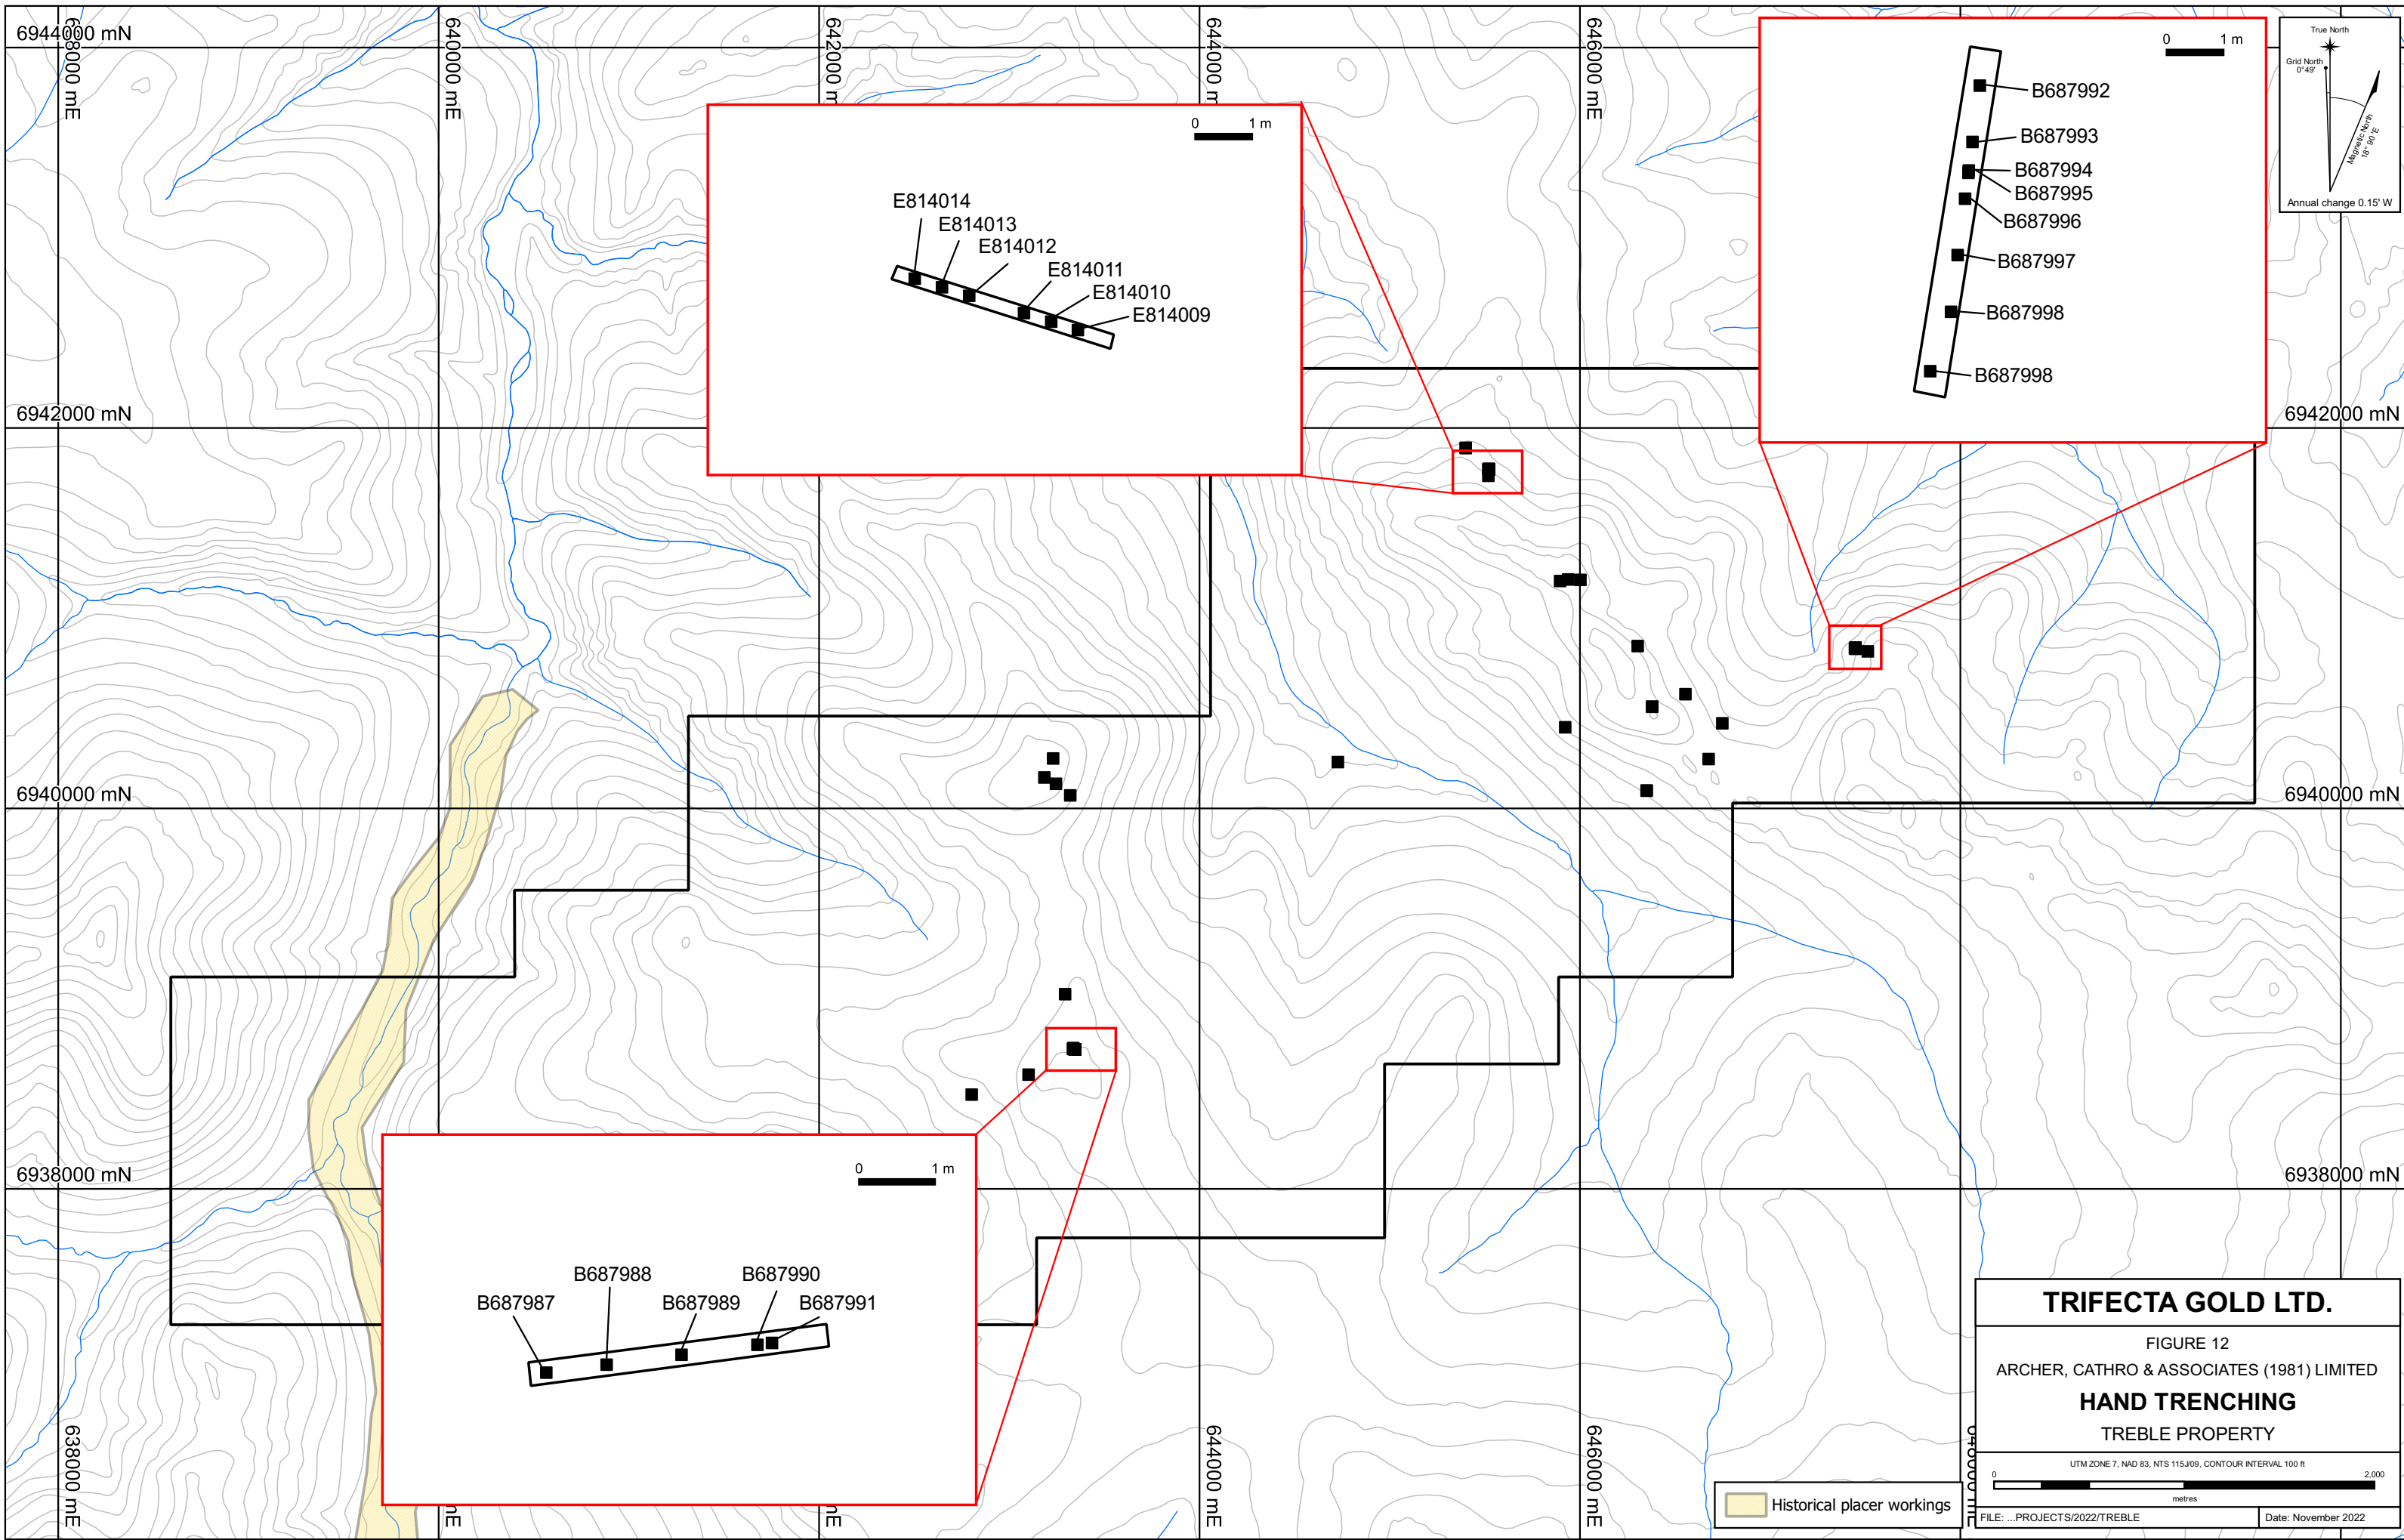 6944000 mN
638000 mE
640000 mE
642000 m
644000 m
646000 mE
0 1 m
E814014
E814013
E814012
E814011
E814010
E814009
0 1 m
B687992
B687993
B687994
B687995
B687996
B687997
B687998
B687998
True North
Grid North
0°49'
Magnetic North
18° 90 'E
Annual change 0.15' W
6942000 mN
6942000 mN
6940000 mN
6940000 mN
6938000 mN
6938000 mN
0 1 m
B687988
B687990
B687987
B687989
B687991
638000 mE
mE
mE
644000 mE
646000 mE
TRIFECTA GOLD LTD.
FIGURE 12
ARCHER, CATHRO & ASSOCIATES (1981) LIMITED
HAND TRENCHING
TREBLE PROPERTY
UTM ZONE 7, NAD 83, NTS 115J/09, CONTOUR INTERVAL 100 ft
0 2,000
metres
FILE: ...PROJECTS/2022/TREBLE
Date: November 2022
Historical placer workings